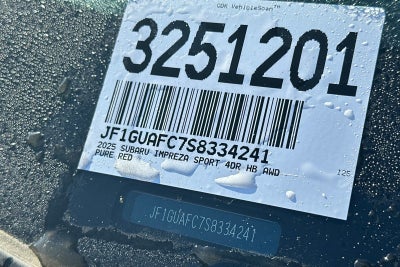 CDK VehicleScan™
3251201
JF1GUAFC7S8334241
2025 SUBARU IMPREZA SPORT 4DR HB AWD
PURE RED
125
JF1GUAFC7S8334241